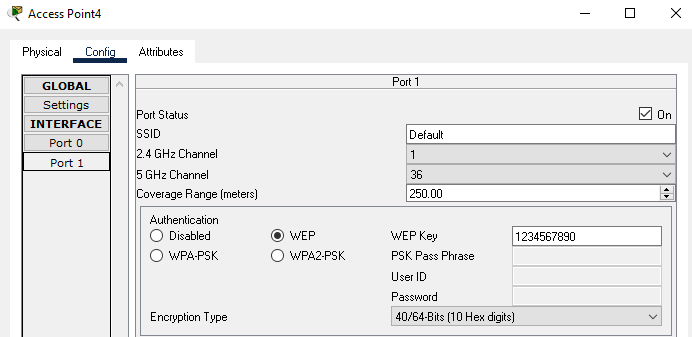 Access Point4
Physical Config Attributes
GLOBAL
Settings
INTERFACE
Port 0
Port 1
Port 1
Port Status On
SSID Default
2.4 GHz Channel 1
5 GHz Channel 36
Coverage Range (meters) 250.00
Authentication
Disabled WEP WEP Key 1234567890
WPA-PSK WPA2-PSK PSK Pass Phrase
User ID
Password
Encryption Type 40/64-Bits (10 Hex digits)